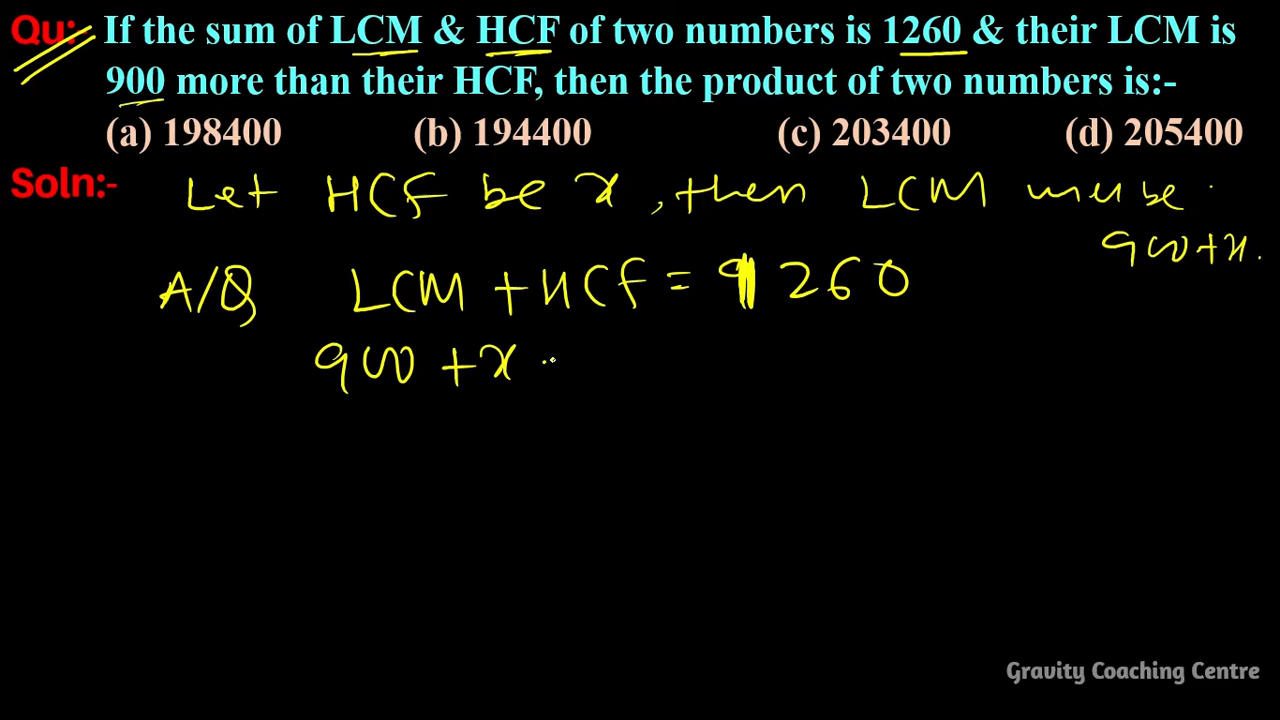 Qu: If the sum of LCM & HCF of two numbers is 1260 & their LCM is
900 more than their HCF, then the product of two numbers is:-
(a) 198400 (b) 194400 (c) 203400 (d) 205400
Soln:- Let HCF be x, then LCM will be
900+x.
A/Q LCM + HCF = 1260
900 + x
Gravity Coaching Centre